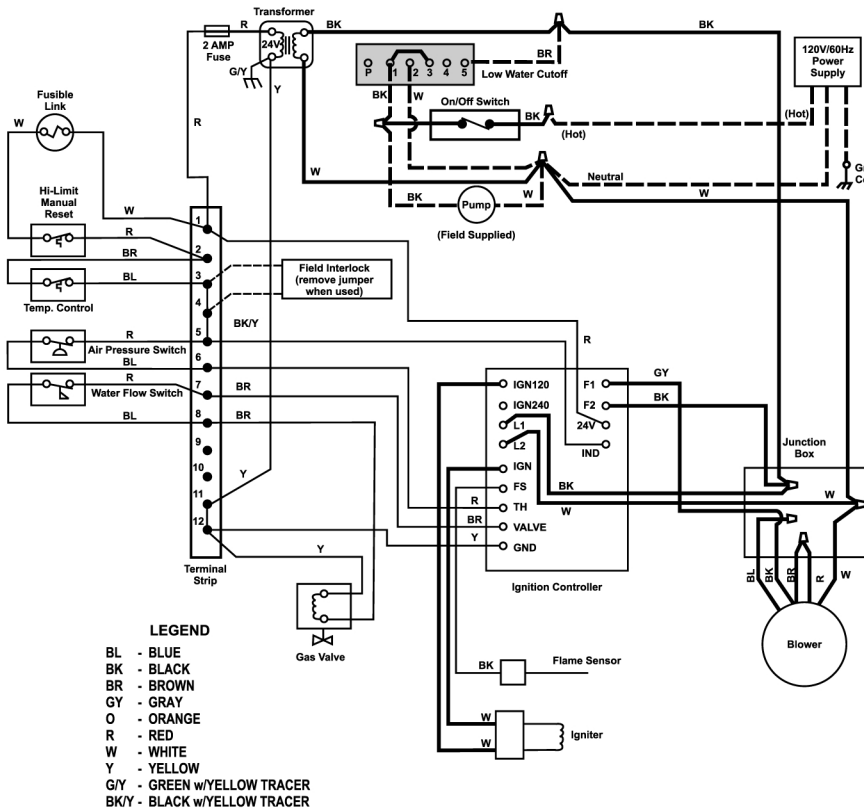 Transformer
R
BK
BK
2 AMP
Fuse
24V
G/Y
Y
BR
P 1 2 3 4 5
Low Water Cutoff
120V/60Hz
Power
Supply
BK
W
On/Off Switch
BK
(Hot)
(Hot)
Fusible
Link
W
R
W
Neutral
W
BK
Pump
W
(Field Supplied)
Hi-Limit
Manual
Reset
W
R
BR
BL
Temp. Control
1
2
3
4
5
6
7
8
9
10
11
12
Field Interlock
(remove jumper
when used)
BK/Y
R
R
Air Pressure Switch
BL
R
Water Flow Switch
BR
BL
BR
Y
Y
Terminal
Strip
IGN120
IGN240
L1
L2
IGN
FS
TH
VALVE
GND
F1
F2
24V
IND
GY
BK
BK
W
R
BR
Y
Ignition Controller
Junction
Box
W
BL
BK
BR
R
W
Blower
Gas Valve
BK
Flame Sensor
W
W
Igniter
LEGEND
BL - BLUE
BK - BLACK
BR - BROWN
GY - GRAY
O - ORANGE
R - RED
W - WHITE
Y - YELLOW
G/Y - GREEN w/YELLOW TRACER
BK/Y - BLACK w/YELLOW TRACER